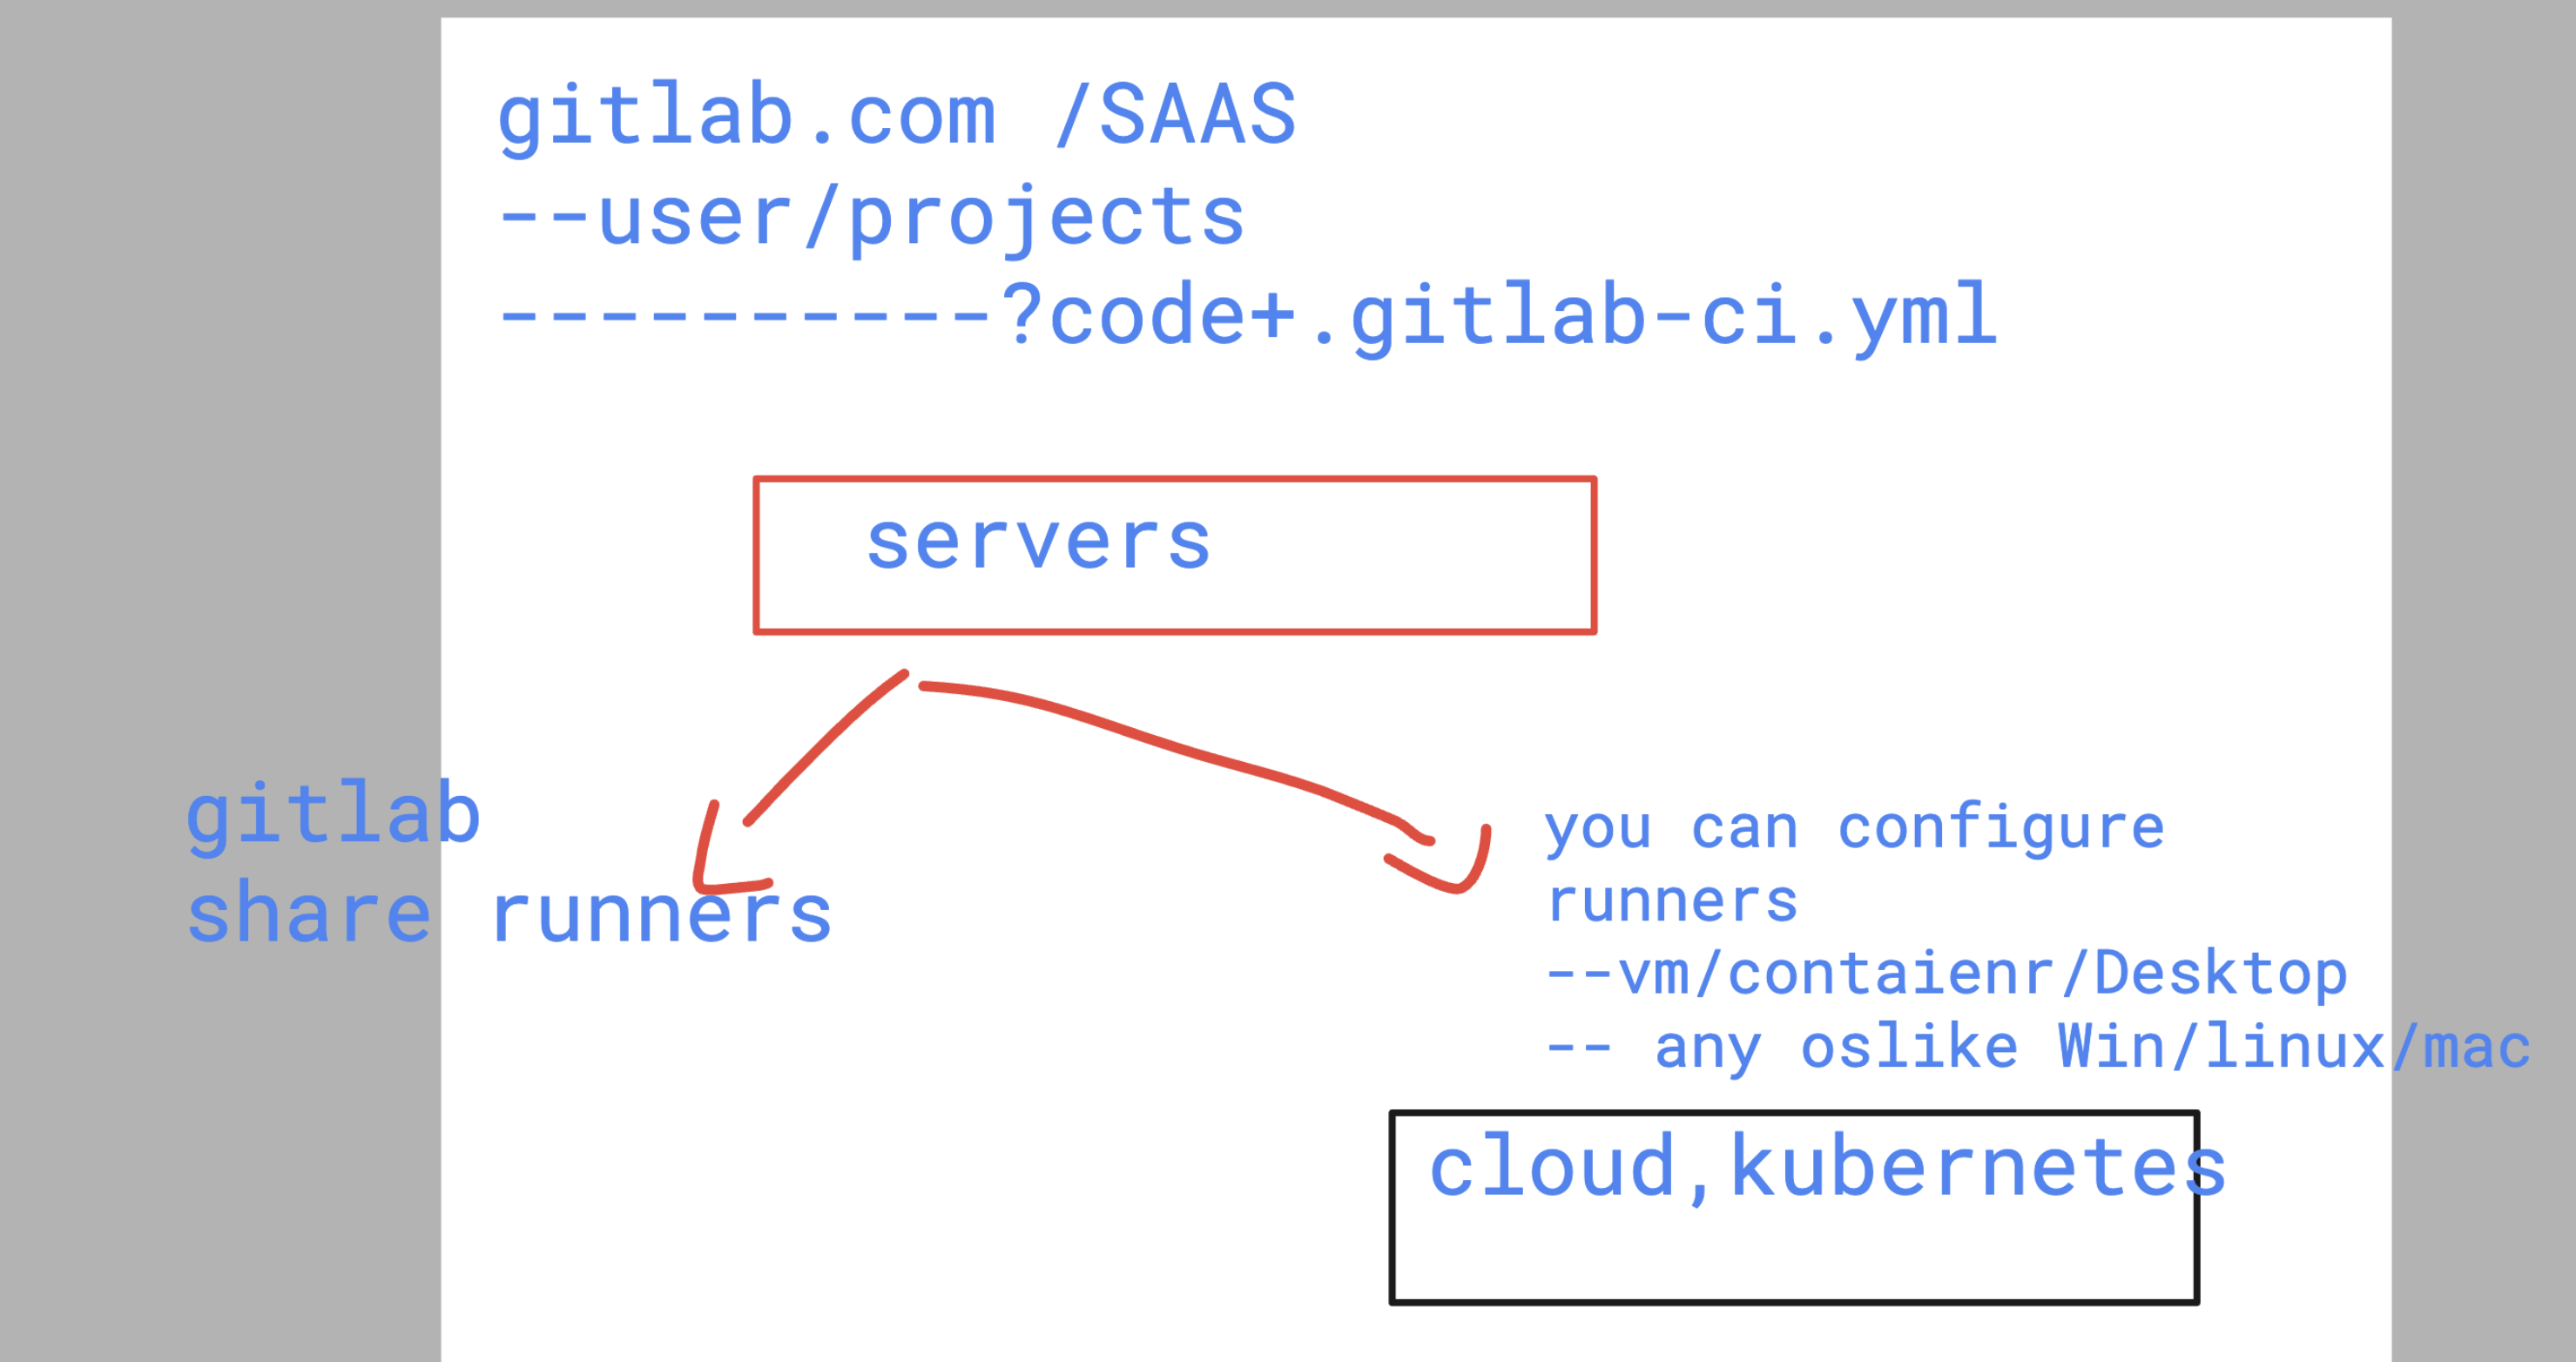 gitlab.com /SAAS
--user/projects
----------?code+.gitlab-ci.yml
servers
gitlab
share runners
you can configure
runners
--vm/contaienr/Desktop
-- any oslike Win/linux/mac
cloud,kubernetes